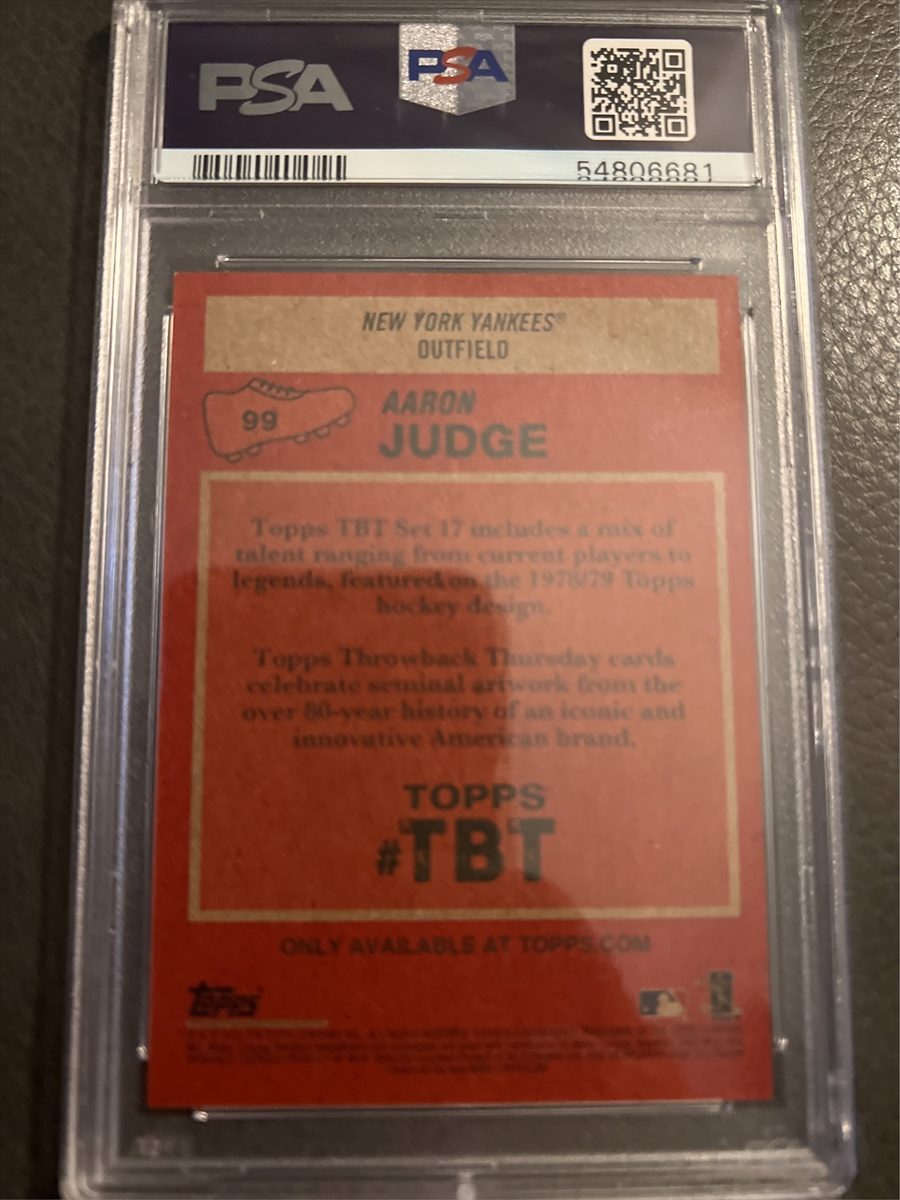 PSA
PSA
54806681
NEW YORK YANKEES®
OUTFIELD
99
AARON
JUDGE
Topps TBT Set 17 includes a mix of
talent ranging from current players to
legends, featured on the 1978/79 Topps
hockey design.
Topps Throwback Thursday cards
celebrate seminal artwork from the
over 80-year history of an iconic and
innovative American brand.
TOPPS
#TBT
ONLY AVAILABLE AT TOPPS.COM
TOPPS